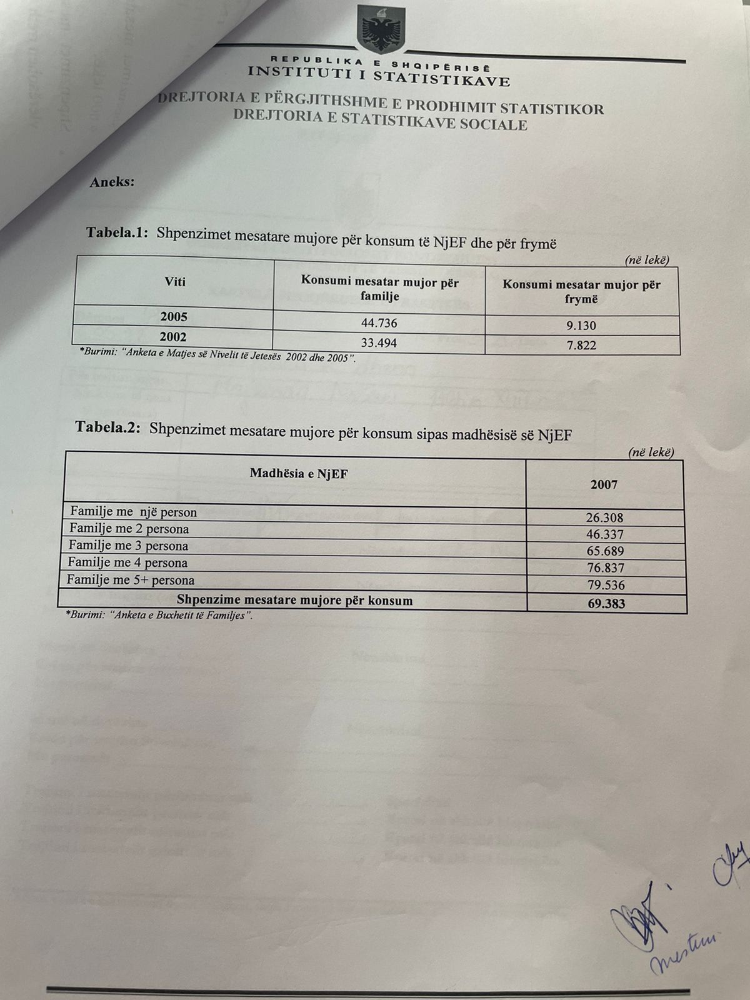 REPUBLIKA E SHQIPËRISË
INSTITUTI I STATISTIKAVE
DREJTORIA E PËRGJITHSHME E PRODHIMIT STATISTIKOR
DREJTORIA E STATISTIKAVE SOCIALE
Aneks:
Tabela.1: Shpenzimet mesatare mujore për konsum të NjEF dhe për frymë
(në lekë)
Viti Konsumi mesatar mujor për familje Konsumi mesatar mujor për frymë
2005 44.736 9.130
2002 33.494 7.822
*Burimi: “Anketa e Matjes së Nivelit të Jetesës 2002 dhe 2005”.
Tabela.2: Shpenzimet mesatare mujore për konsum sipas madhësisë së NjEF
(në lekë)
Madhësia e NjEF 2007
Familje me një person 26.308
Familje me 2 persona 46.337
Familje me 3 persona 65.689
Familje me 4 persona 76.837
Familje me 5+ persona 79.536
Shpenzime mesatare mujore për konsum 69.383
*Burimi: “Anketa e Buxhetit të Familjes”.